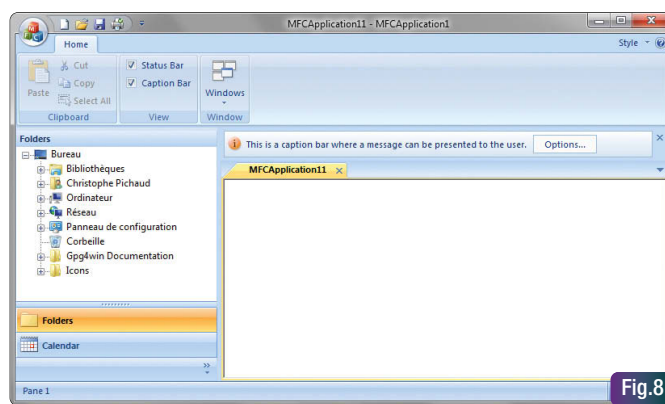 MFCApplication11 - MFCApplication1
Home
Style
Paste
Cut
Copy
Select All
Clipboard
Status Bar
Caption Bar
View
Windows
Window
Folders
Bureau
Bibliothèques
Christophe Pichaud
Ordinateur
Réseau
Panneau de configuration
Corbeille
Gpg4win Documentation
Icons
Folders
Calendar
This is a caption bar where a message can be presented to the user.
Options...
MFCApplication11
Pane 1
Fig.8